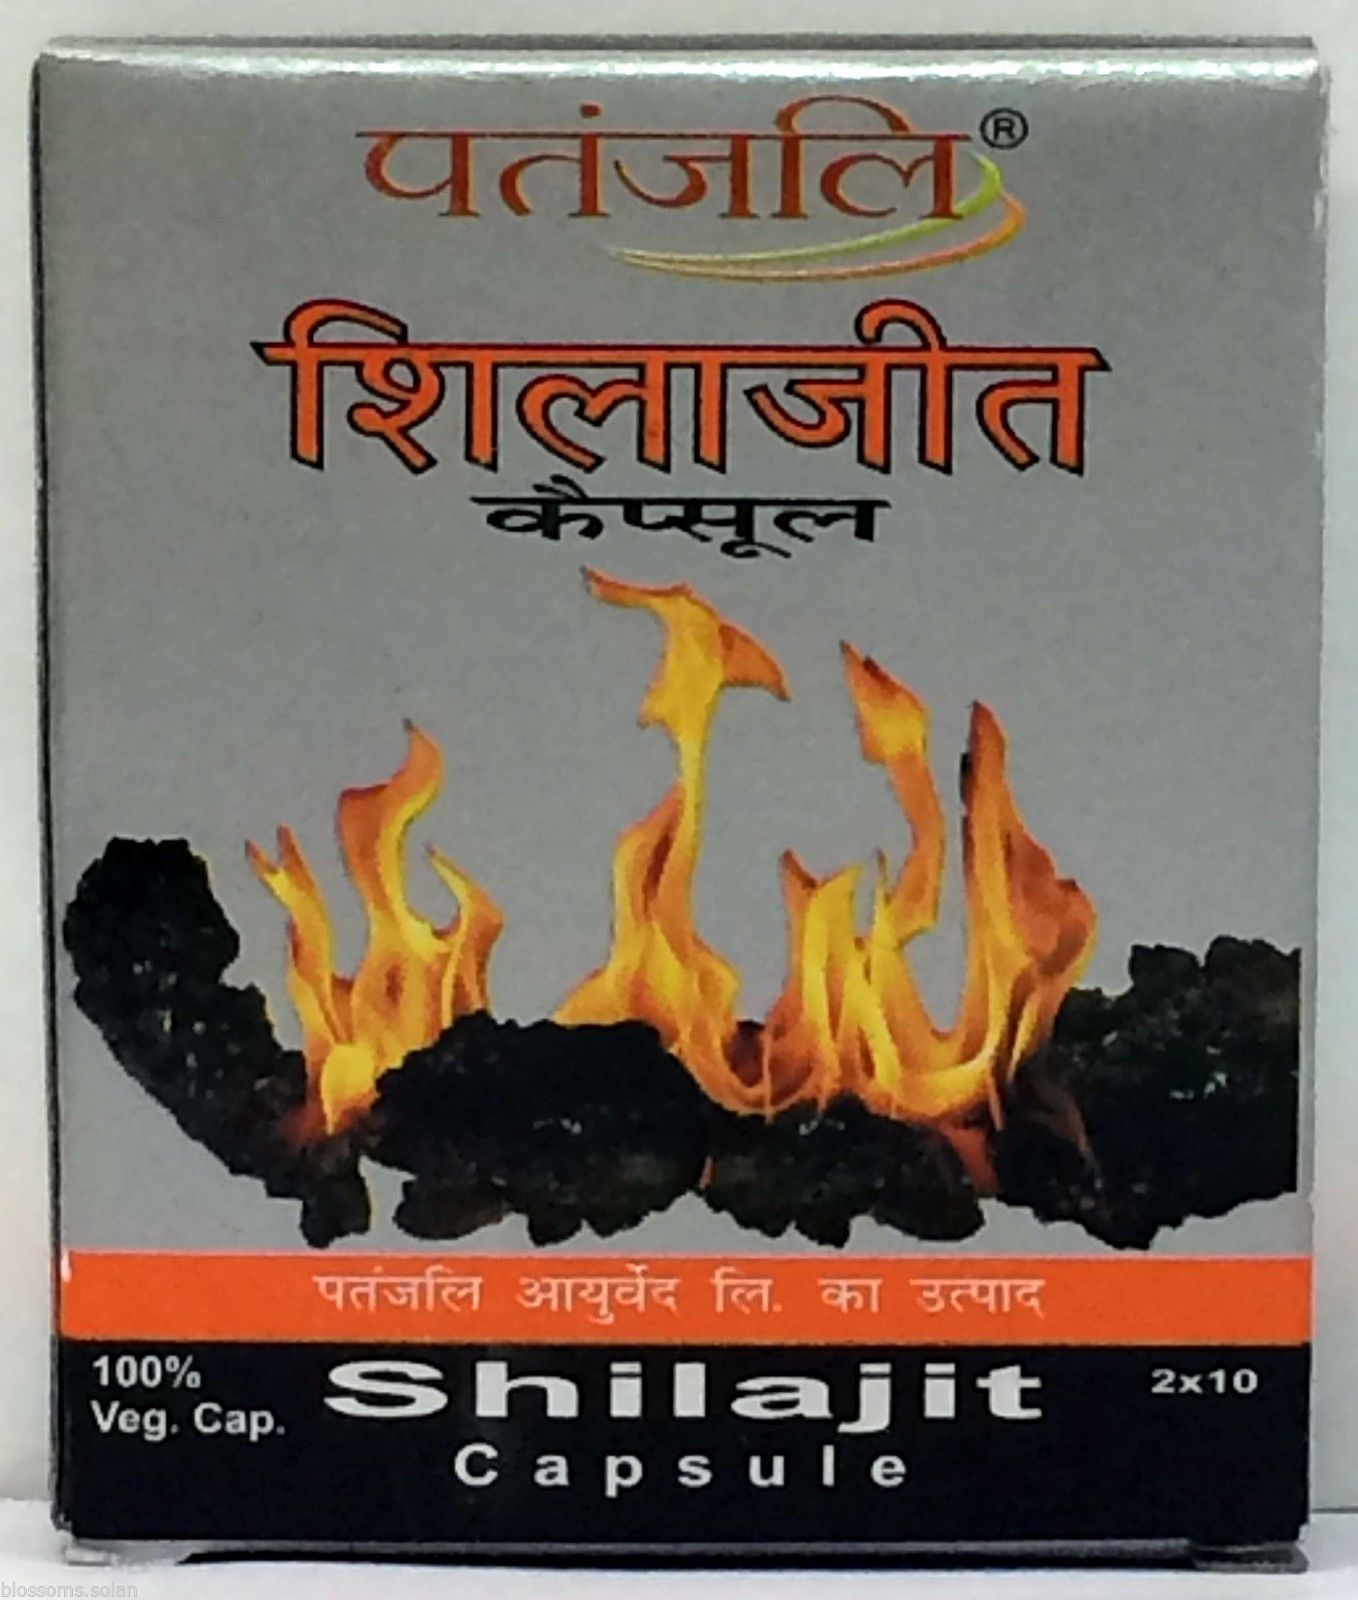 पतंजलि®
शिलाजीत
कैप्सूल
पतंजलि आयुर्वेद लि. का उत्पाद
100%
Veg. Cap.
Shilajit
Capsule
2x10
blossoms.solan